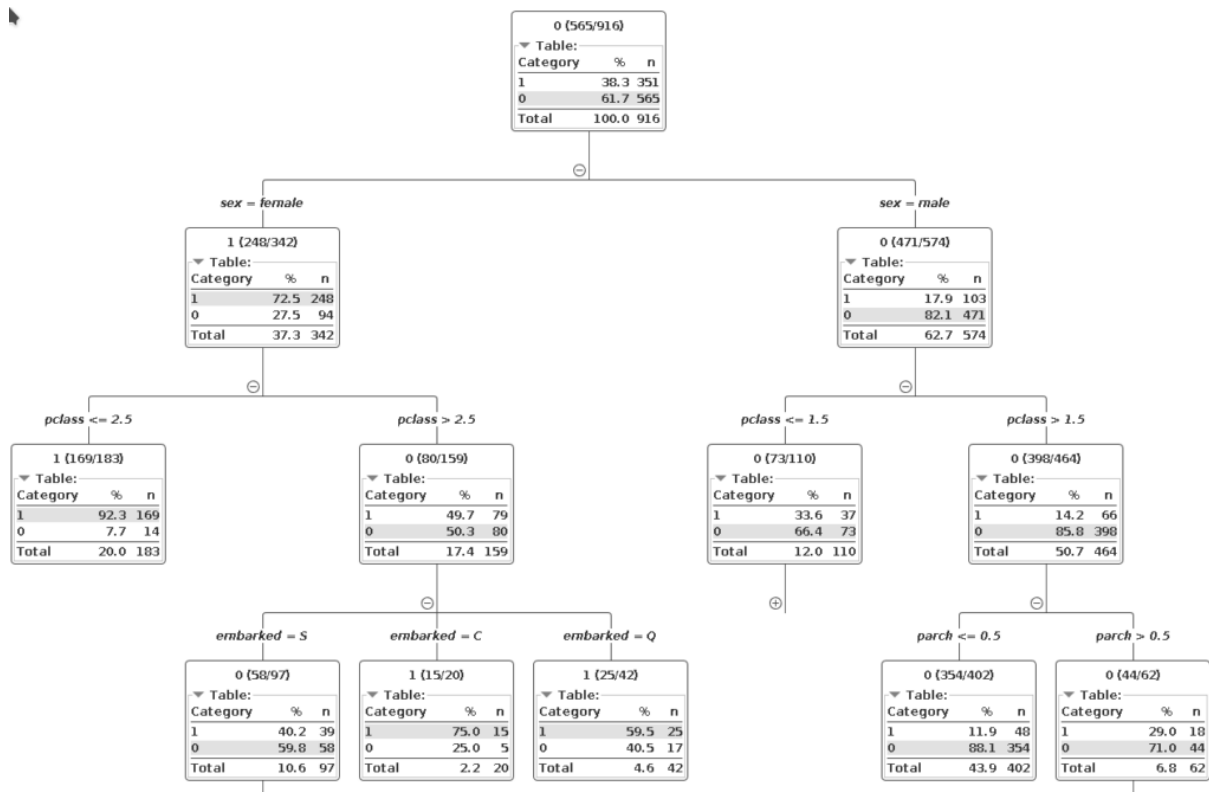 0 (565/916)
Table:
Category % n
1 38.3 351
0 61.7 565
Total 100.0 916
sex = female
sex = male
1 (248/342)
Table:
Category % n
1 72.5 248
0 27.5 94
Total 37.3 342
0 (471/574)
Table:
Category % n
1 17.9 103
0 82.1 471
Total 62.7 574
pclass <= 2.5
pclass > 2.5
pclass <= 1.5
pclass > 1.5
1 (169/183)
Table:
Category % n
1 92.3 169
0 7.7 14
Total 20.0 183
0 (80/159)
Table:
Category % n
1 49.7 79
0 50.3 80
Total 17.4 159
0 (73/110)
Table:
Category % n
1 33.6 37
0 66.4 73
Total 12.0 110
0 (398/464)
Table:
Category % n
1 14.2 66
0 85.8 398
Total 50.7 464
embarked = S
embarked = C
embarked = Q
parch <= 0.5
parch > 0.5
0 (58/97)
Table:
Category % n
1 40.2 39
0 59.8 58
Total 10.6 97
1 (15/20)
Table:
Category % n
1 75.0 15
0 25.0 5
Total 2.2 20
1 (25/42)
Table:
Category % n
1 59.5 25
0 40.5 17
Total 4.6 42
0 (354/402)
Table:
Category % n
1 11.9 48
0 88.1 354
Total 43.9 402
0 (44/62)
Table:
Category % n
1 29.0 18
0 71.0 44
Total 6.8 62